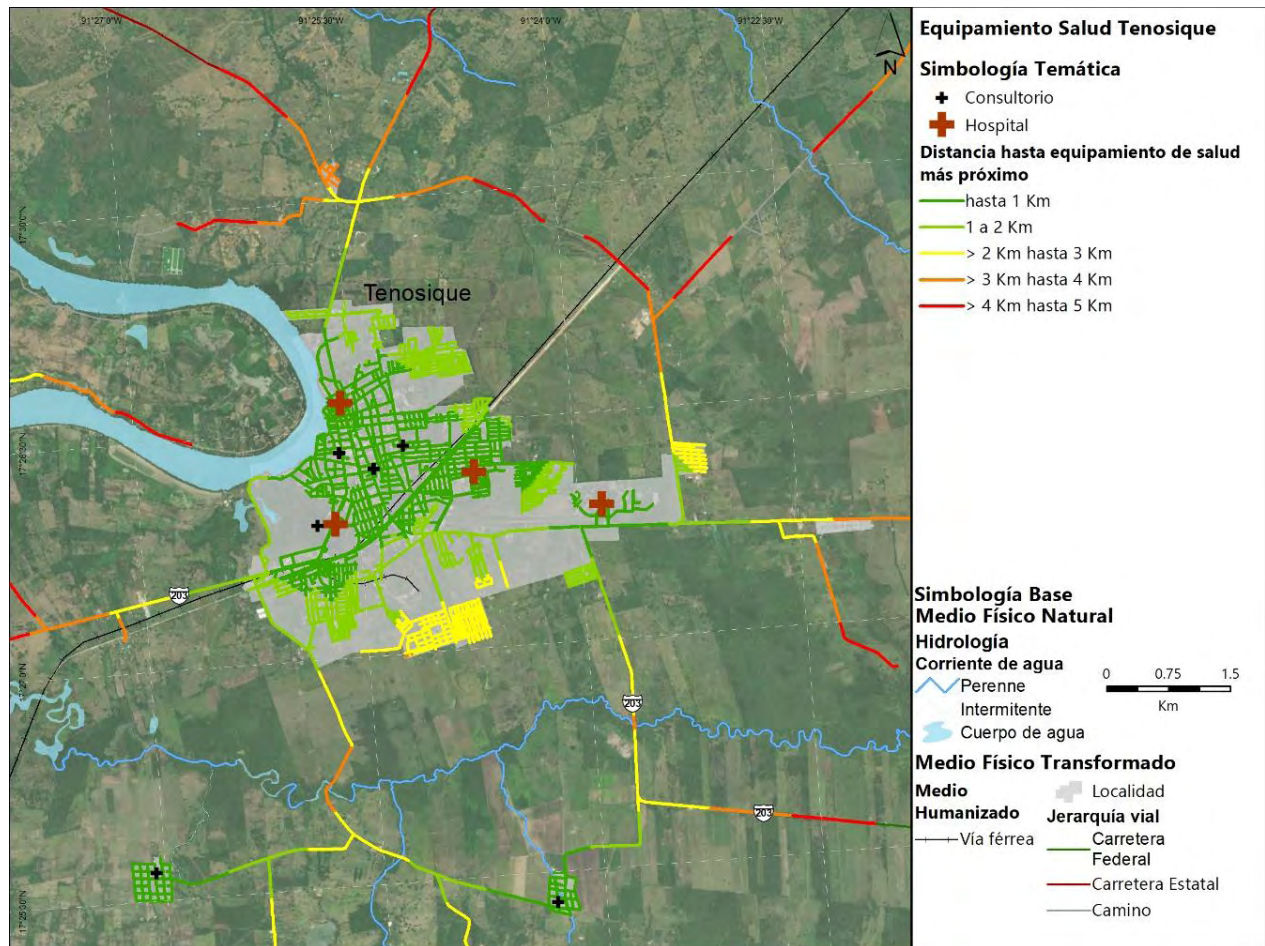 91°27'0"W
91°25'30"W
91°24'0"W
91°22'30"W
17°30'0"N
17°28'30"N
17°27'0"N
17°25'30"N
Tenosique
203
203
203
N
Equipamiento Salud Tenosique
Simbología Temática
Consultorio
Hospital
Distancia hasta equipamiento de salud
más próximo
hasta 1 Km
1 a 2 Km
> 2 Km hasta 3 Km
> 3 Km hasta 4 Km
> 4 Km hasta 5 Km
Simbología Base
Medio Físico Natural
Hidrología
Corriente de agua
Perenne
Intermitente
Cuerpo de agua
0 0.75 1.5
Km
Medio Físico Transformado
Medio
Humanizado
Vía férrea
Localidad
Jerarquía vial
Carretera
Federal
Carretera Estatal
Camino